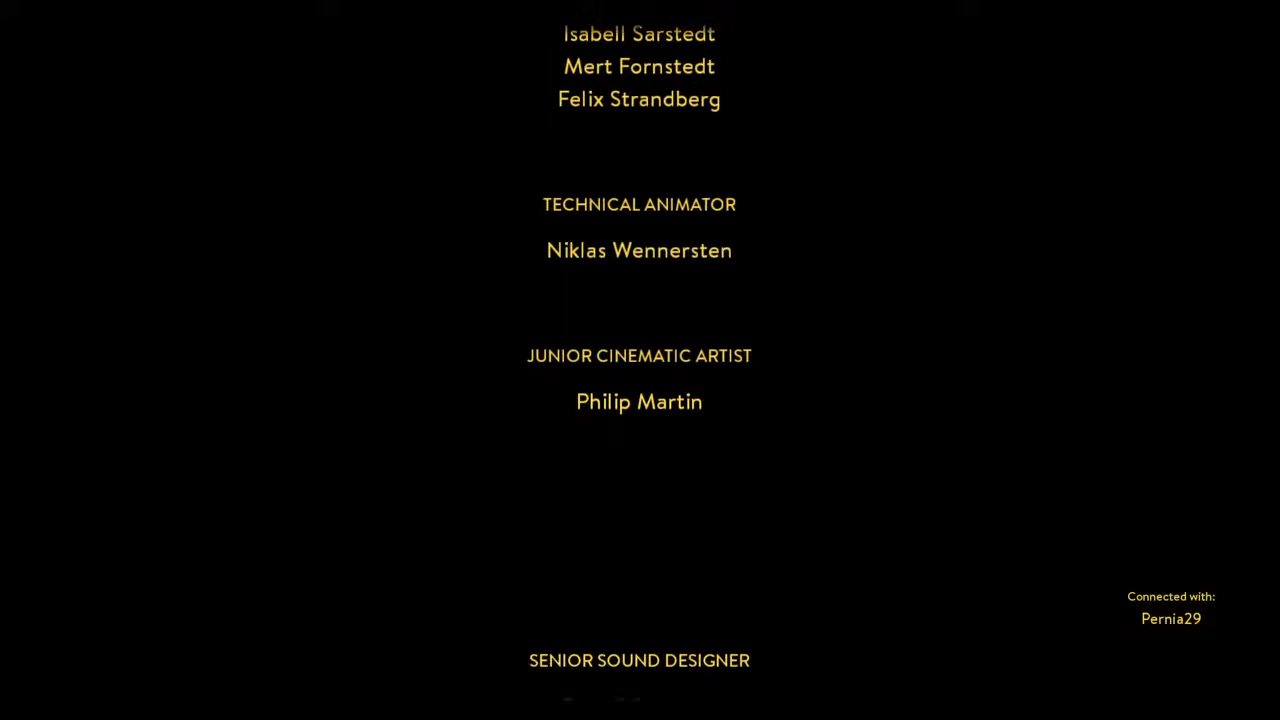 Isabell Sarstedt
Mert Fornstedt
Felix Strandberg
TECHNICAL ANIMATOR
Niklas Wennersten
JUNIOR CINEMATIC ARTIST
Philip Martin
Connected with:
Pernia29
SENIOR SOUND DESIGNER